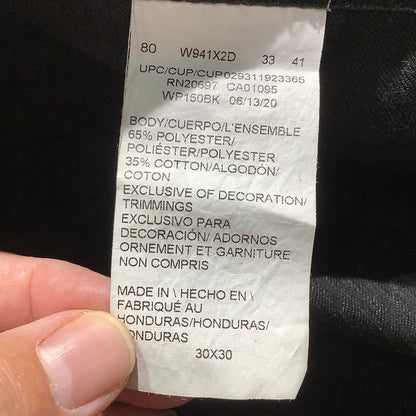 80 W941X2D 33 41
UPC/CUP/CUP029311923365
RN20697 CA01095
WP150BK 06/13/20
BODY/CUERPO/L'ENSEMBLE
65% POLYESTER/
POLIÉSTER/POLYESTER
35% COTTON/ALGODÓN/
COTON
EXCLUSIVE OF DECORATION/
TRIMMINGS
EXCLUSIVO PARA
DECORACIÓN/ ADORNOS
ORNEMENT ET GARNITURE
NON COMPRIS
MADE IN \ HECHO EN \
FABRIQUÉ AU
HONDURAS/HONDURAS/
HONDURAS
30X30